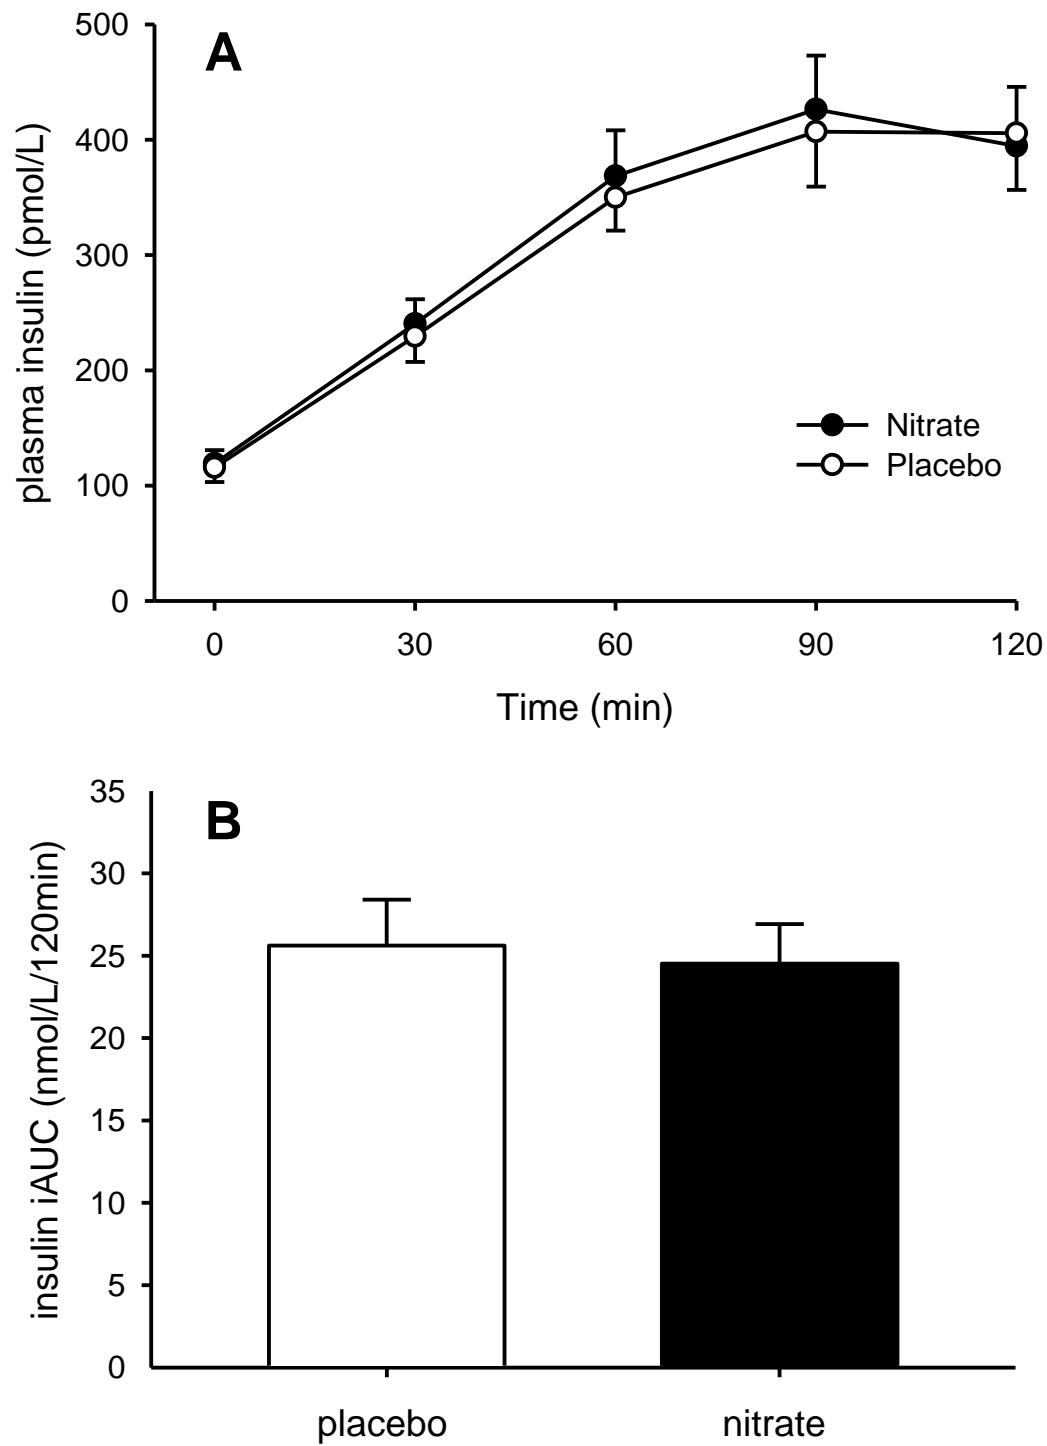 A
plasma insulin (pmol/L)
500
400
300
200
100
0
Nitrate
Placebo
0 30 60 90 120
Time (min)
B
insulin iAUC (nmol/L/120min)
35
30
25
20
15
10
5
0
placebo nitrate